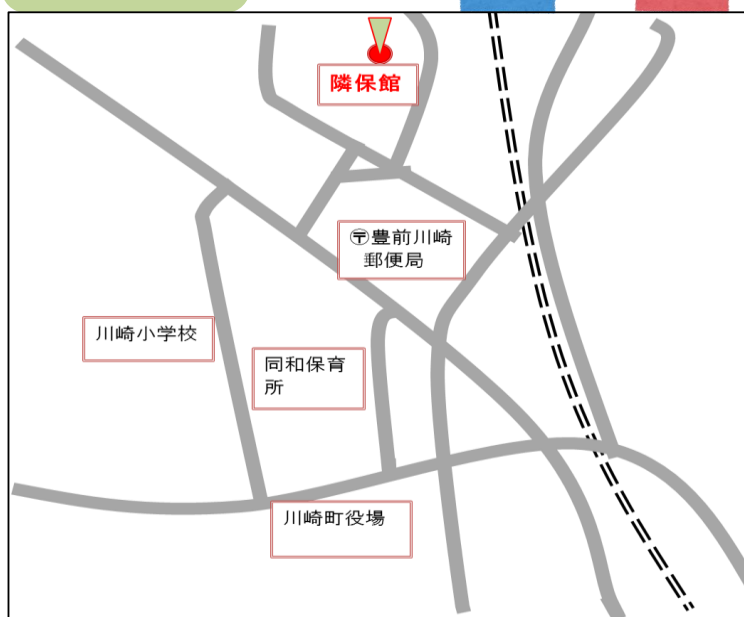 隣保館
〶豊前川崎
郵便局
川崎小学校
同和保育
所
川崎町役場